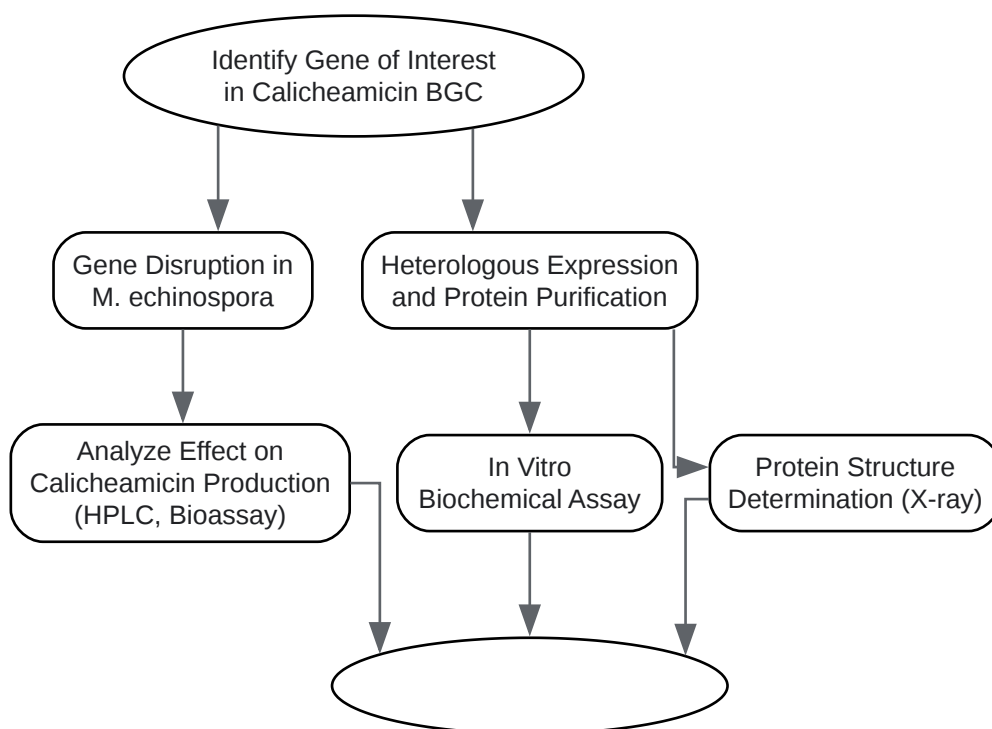 Identify Gene of Interest
in Calicheamicin BGC
Gene Disruption in
M. echinospora
Heterologous Expression
and Protein Purification
Analyze Effect on
Calicheamicin Production
(HPLC, Bioassay)
In Vitro
Biochemical Assay
Protein Structure
Determination (X-ray)